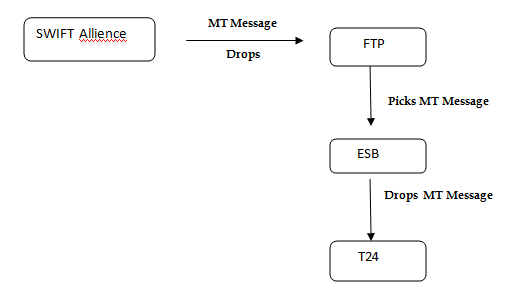 SWIFT Allience
MT Message
Drops
FTP
Picks MT Message
ESB
Drops MT Message
T24